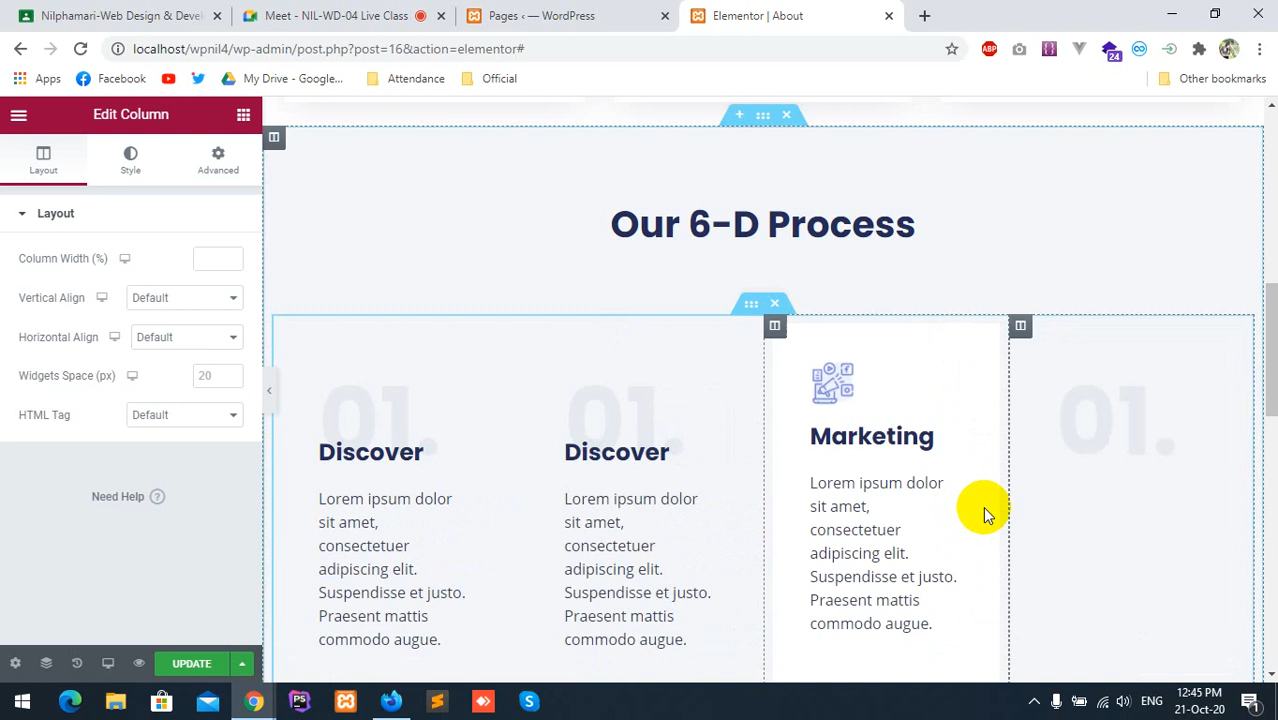 Nilphamari-Web Design & Devel
Meet - NIL-WD-04 Live Class
Pages ‹ — WordPress
Elementor | About
localhost/wpnil4/wp-admin/post.php?post=16&action=elementor#
ABP
24
Apps
Facebook
Twitter
My Drive - Google...
Attendance
Official
Other bookmarks
Edit Column
Layout
Style
Advanced
Layout
Column Width (%)
Vertical Align
Default
Horizontal Align
Default
Widgets Space (px)
20
HTML Tag
Default
Need Help
UPDATE
Our 6-D Process
01.
Discover
Lorem ipsum dolor
sit amet,
consectetuer
adipiscing elit.
Suspendisse et justo.
Praesent mattis
commodo augue.
01.
Discover
Lorem ipsum dolor
sit amet,
consectetuer
adipiscing elit.
Suspendisse et justo.
Praesent mattis
commodo augue.
Marketing
Lorem ipsum dolor
sit amet,
consectetuer
adipiscing elit.
Suspendisse et justo.
Praesent mattis
commodo augue.
01.
ENG
12:45 PM
21-Oct-20